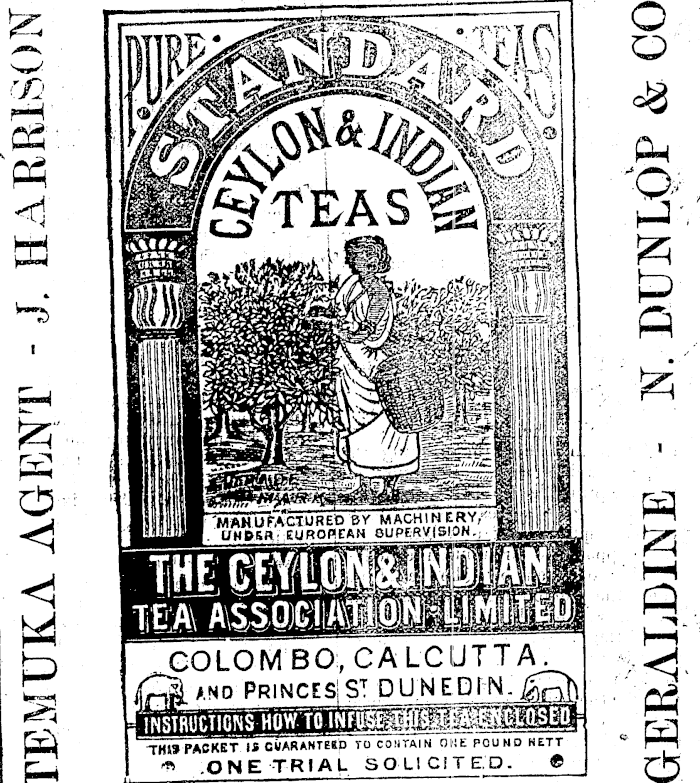 TEMUKA AGENT - J. HARRISON
PURE TEAS
STANDARD
CEYLON & INDIAN
TEAS
TRADE
MARK
MANUFACTURED BY MACHINERY,
UNDER EUROPEAN SUPERVISION.
THE CEYLON & INDIAN
TEA ASSOCIATION LIMITED
COLOMBO, CALCUTTA.
AND PRINCES ST DUNEDIN.
INSTRUCTIONS HOW TO INFUSE THIS TEA ENCLOSED
THIS PACKET IS GUARANTEED TO CONTAIN ONE POUND NETT
ONE TRIAL SOLICITED.
GERALDINE - N. DUNLOP & CO